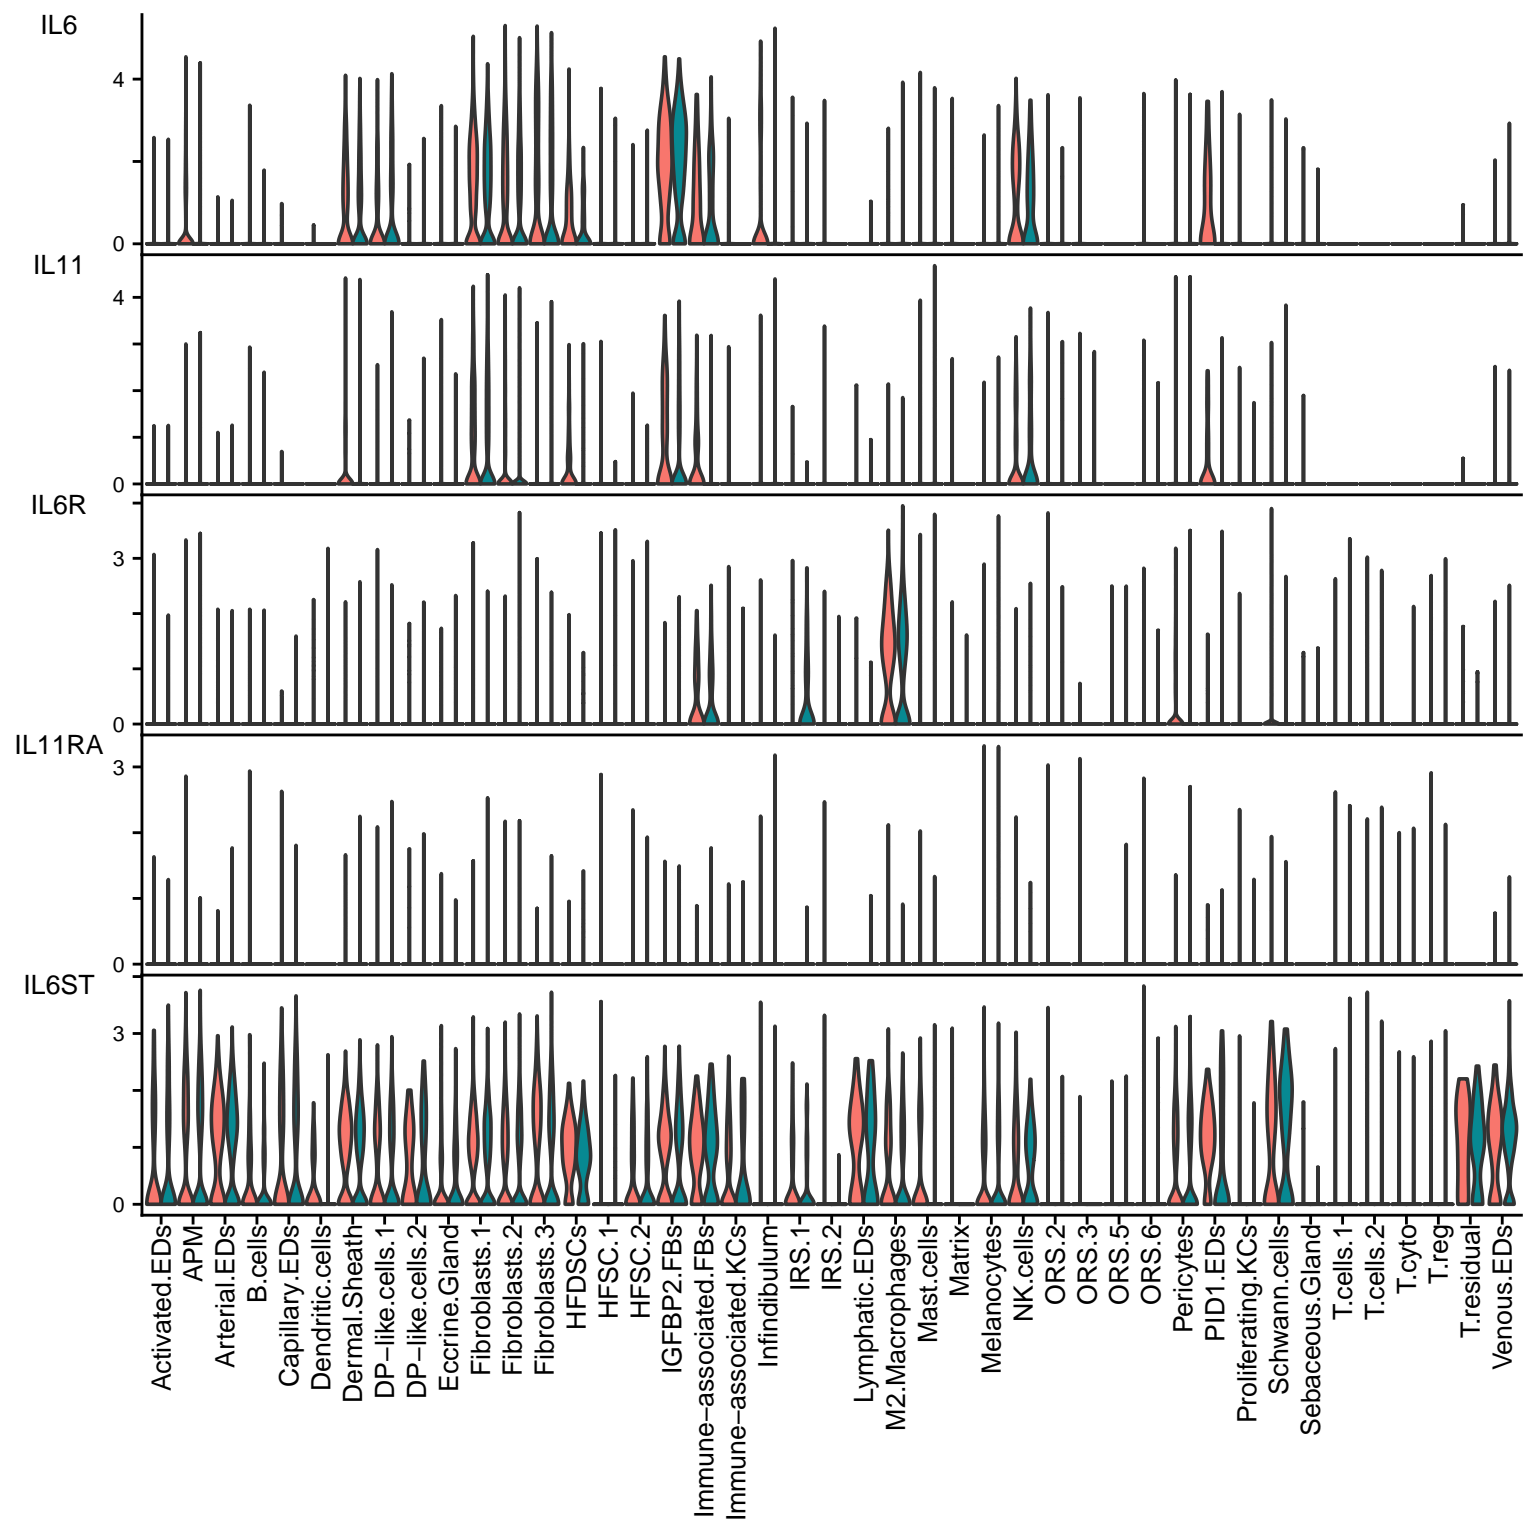 IL6
4
0
IL11
4
0
IL6R
3
0
IL11RA
3
0
IL6ST
3
0
Activated.EDs
APM
Arterial.EDs
B.cells
Capillary.EDs
Dendritic.cells
Dermal.Sheath
DP−like.cells.1
DP−like.cells.2
Eccrine.Gland
Fibroblasts.1
Fibroblasts.2
Fibroblasts.3
HFDSCs
HFSC.1
HFSC.2
IGFBP2.FBs
Immune−associated.FBs
Immune−associated.KCs
Infindibulum
IRS.1
IRS.2
Lymphatic.EDs
M2.Macrophages
Mast.cells
Matrix
Melanocytes
NK.cells
ORS.2
ORS.3
ORS.5
ORS.6
Pericytes
PID1.EDs
Proliferating.KCs
Schwann.cells
Sebaceous.Gland
T.cells.1
T.cells.2
T.cyto
T.reg
T.residual
Venous.EDs